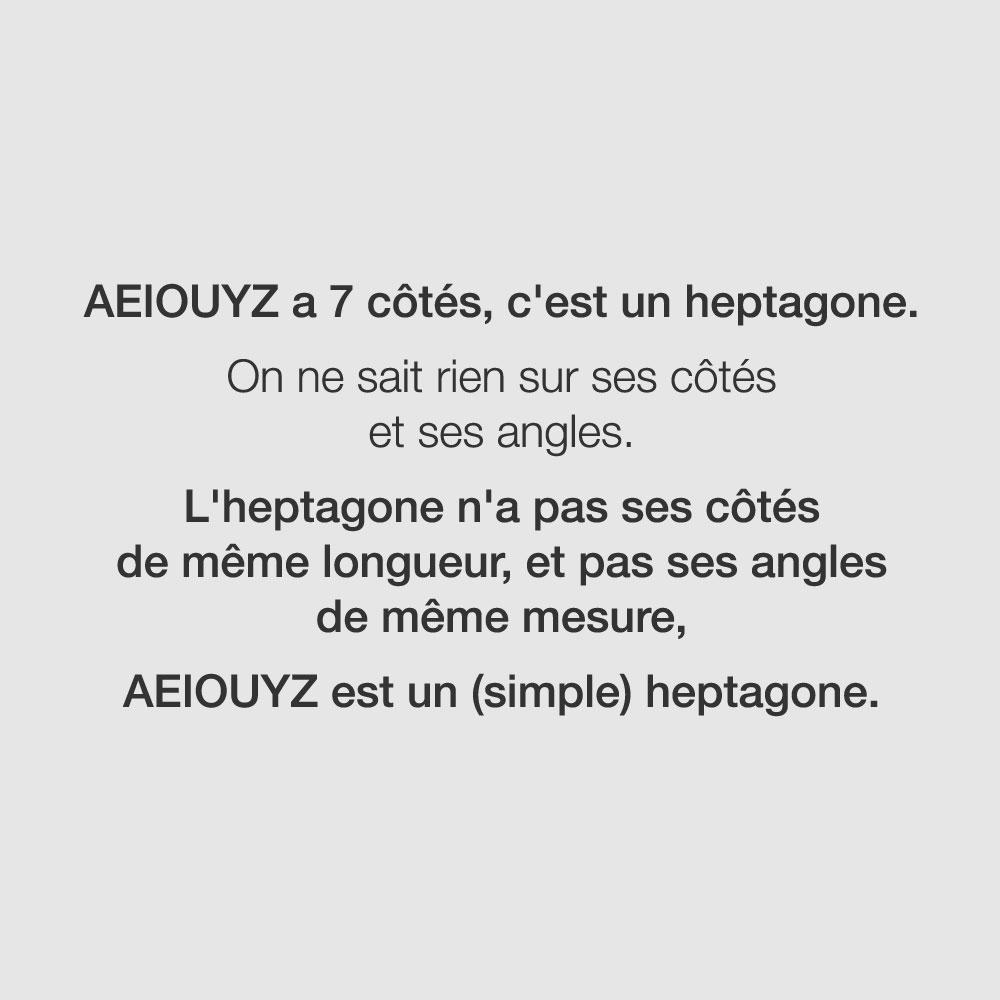 AEIOUYZ a 7 côtés, c'est un heptagone.
On ne sait rien sur ses côtés
et ses angles.
L'heptagone n'a pas ses côtés
de même longueur, et pas ses angles
de même mesure,
AEIOUYZ est un (simple) heptagone.